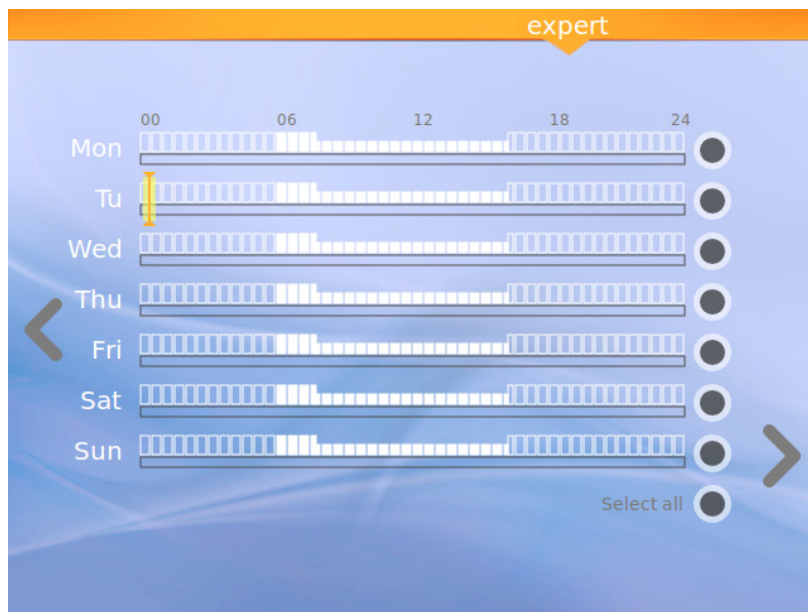 expert
00 06 12 18 24
Mon
Tu
Wed
Thu
Fri
Sat
Sun
Select all